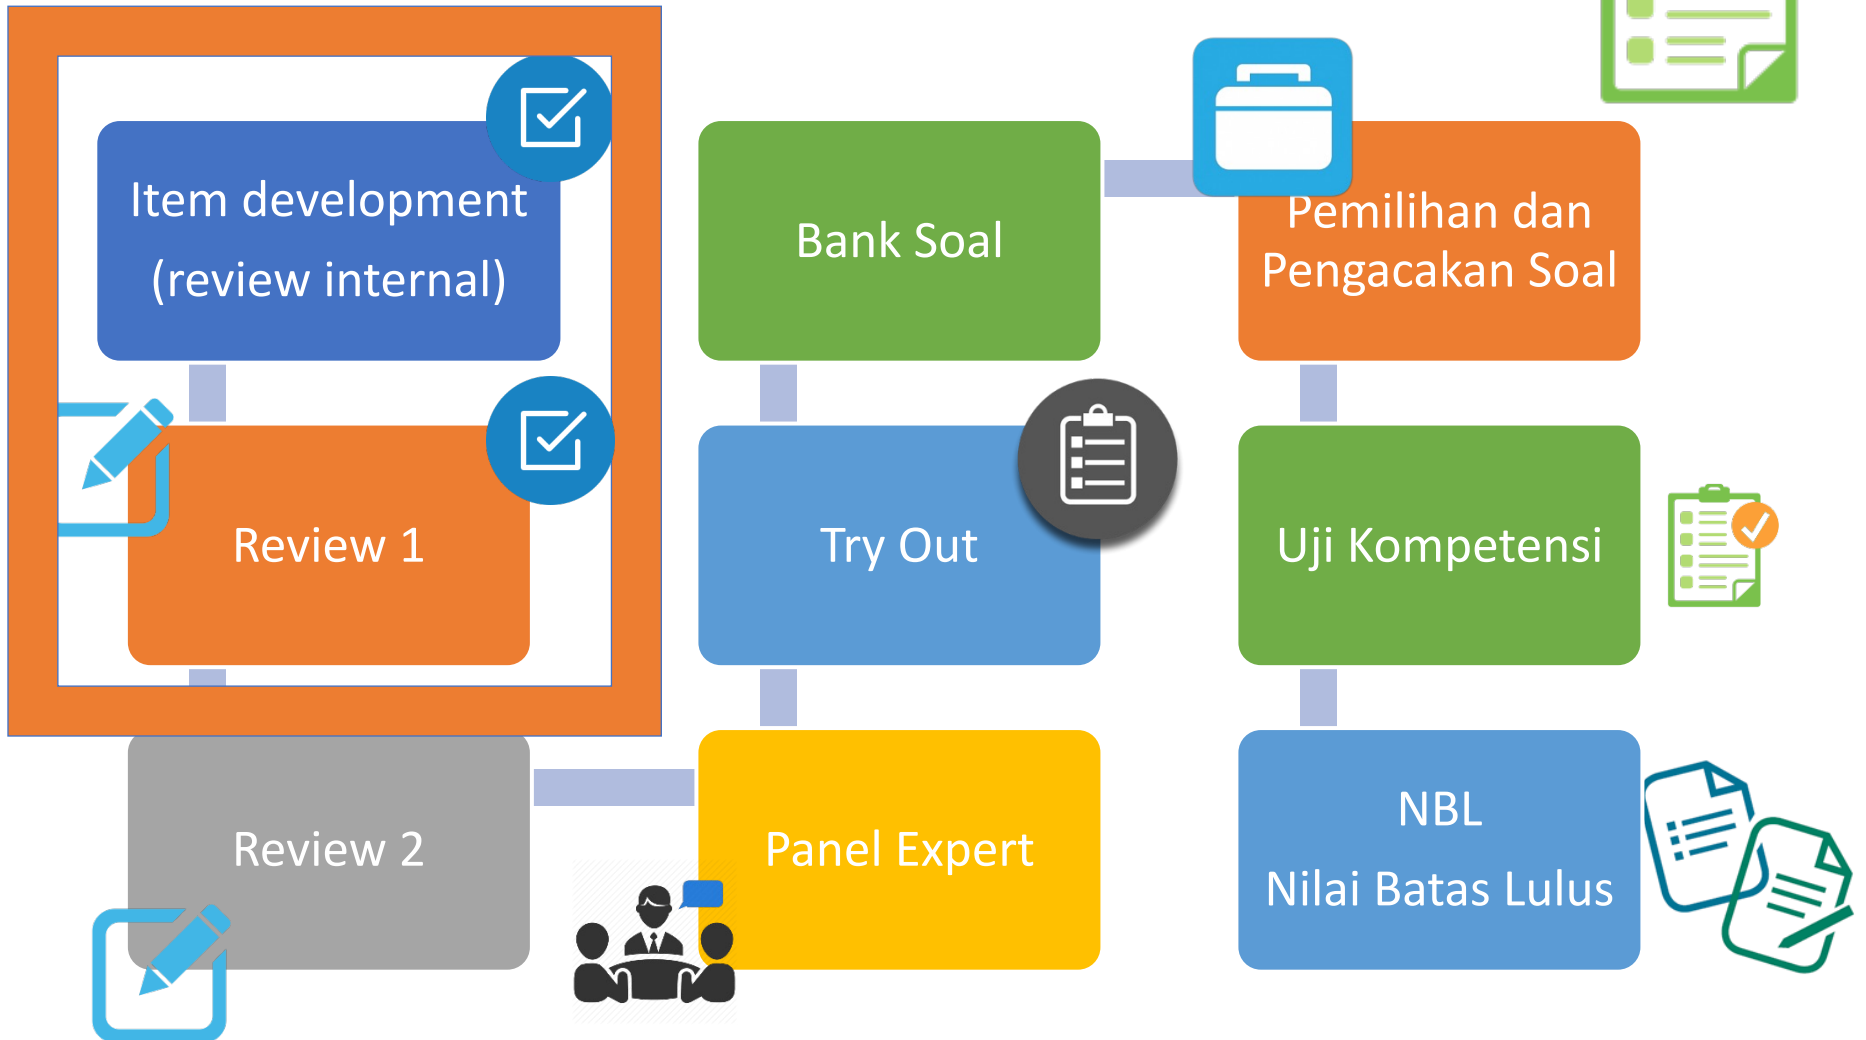 Item development
(review internal)
Review 1
Review 2
Panel Expert
Try Out
Bank Soal
Pemilihan dan
Pengacakan Soal
Uji Kompetensi
NBL
Nilai Batas Lulus